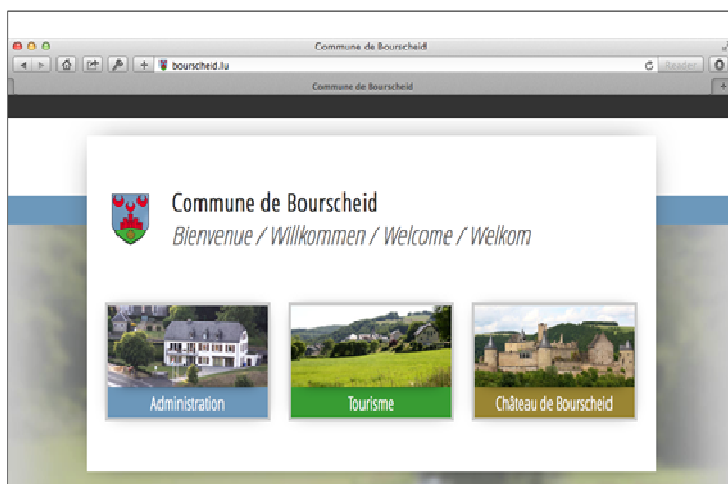 Commune de Bourscheid
bourscheid.lu
Reader
Commune de Bourscheid
Commune de Bourscheid
Bienvenue / Willkommen / Welcome / Welkom
Administration
Tourisme
Château de Bourscheid